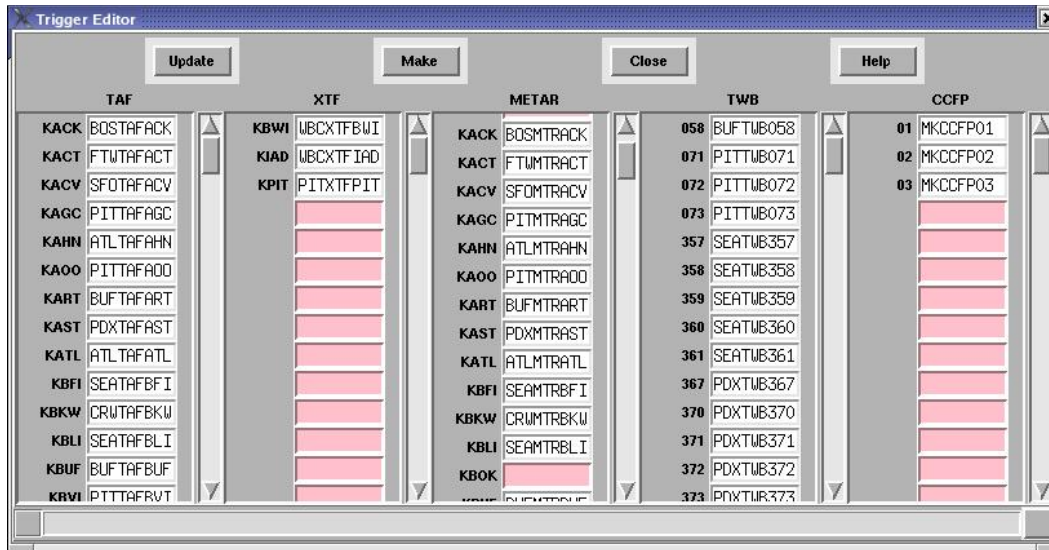 Trigger Editor
Update Make Close Help
TAF XTF METAR TWB CCFP
KACK BOSTAFACK
KACT FTWTAFACT
KACV SFOTAFACV
KAGC PITTAFAGC
KAHN ATLTAFAHN
KAOO PITTAFAOO
KART BUFTAFART
KAST PDXTAFAST
KATL ATLTAFATL
KBFI SEATAFBFI
KBKW CRWTAFBKW
KBLI SEATAFBLI
KBUF BUFTAFBUF
KBVI PITTAFBVI
KBWI WBCXTFBWI
KIAD WBCXTFIAD
KPIT PITXTFPIT
KACK BOSMTRACK
KACT FTWMTRACT
KACV SFOMTRACV
KAGC PITMTRAGC
KAHN ATLMTRAHN
KAOO PITMTRAOO
KART BUFMTRART
KAST PDXMTRAST
KATL ATLMTRATL
KBFI SEAMTRBFI
KBKW CRWMTRBKW
KBLI SEAMTRBLI
KBOK
058 BUFTWB058
071 PITTWB071
072 PITTWB072
073 PITTWB073
357 SEATWB357
358 SEATWB358
359 SEATWB359
360 SEATWB360
361 SEATWB361
367 PDXTWB367
370 PDXTWB370
371 PDXTWB371
372 PDXTWB372
373 PDXTWB373
01 MKCCFP01
02 MKCCFP02
03 MKCCFP03